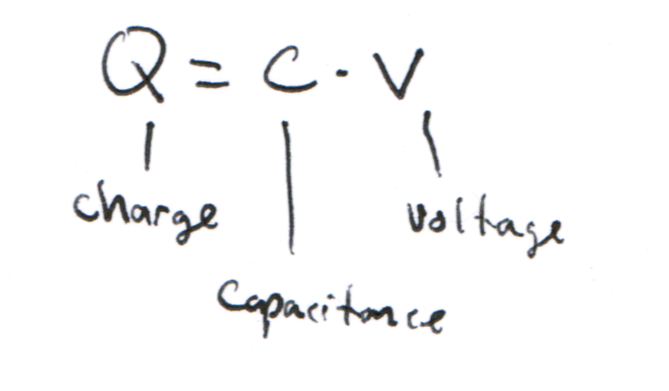 Q = C · V
charge
voltage
capacitance